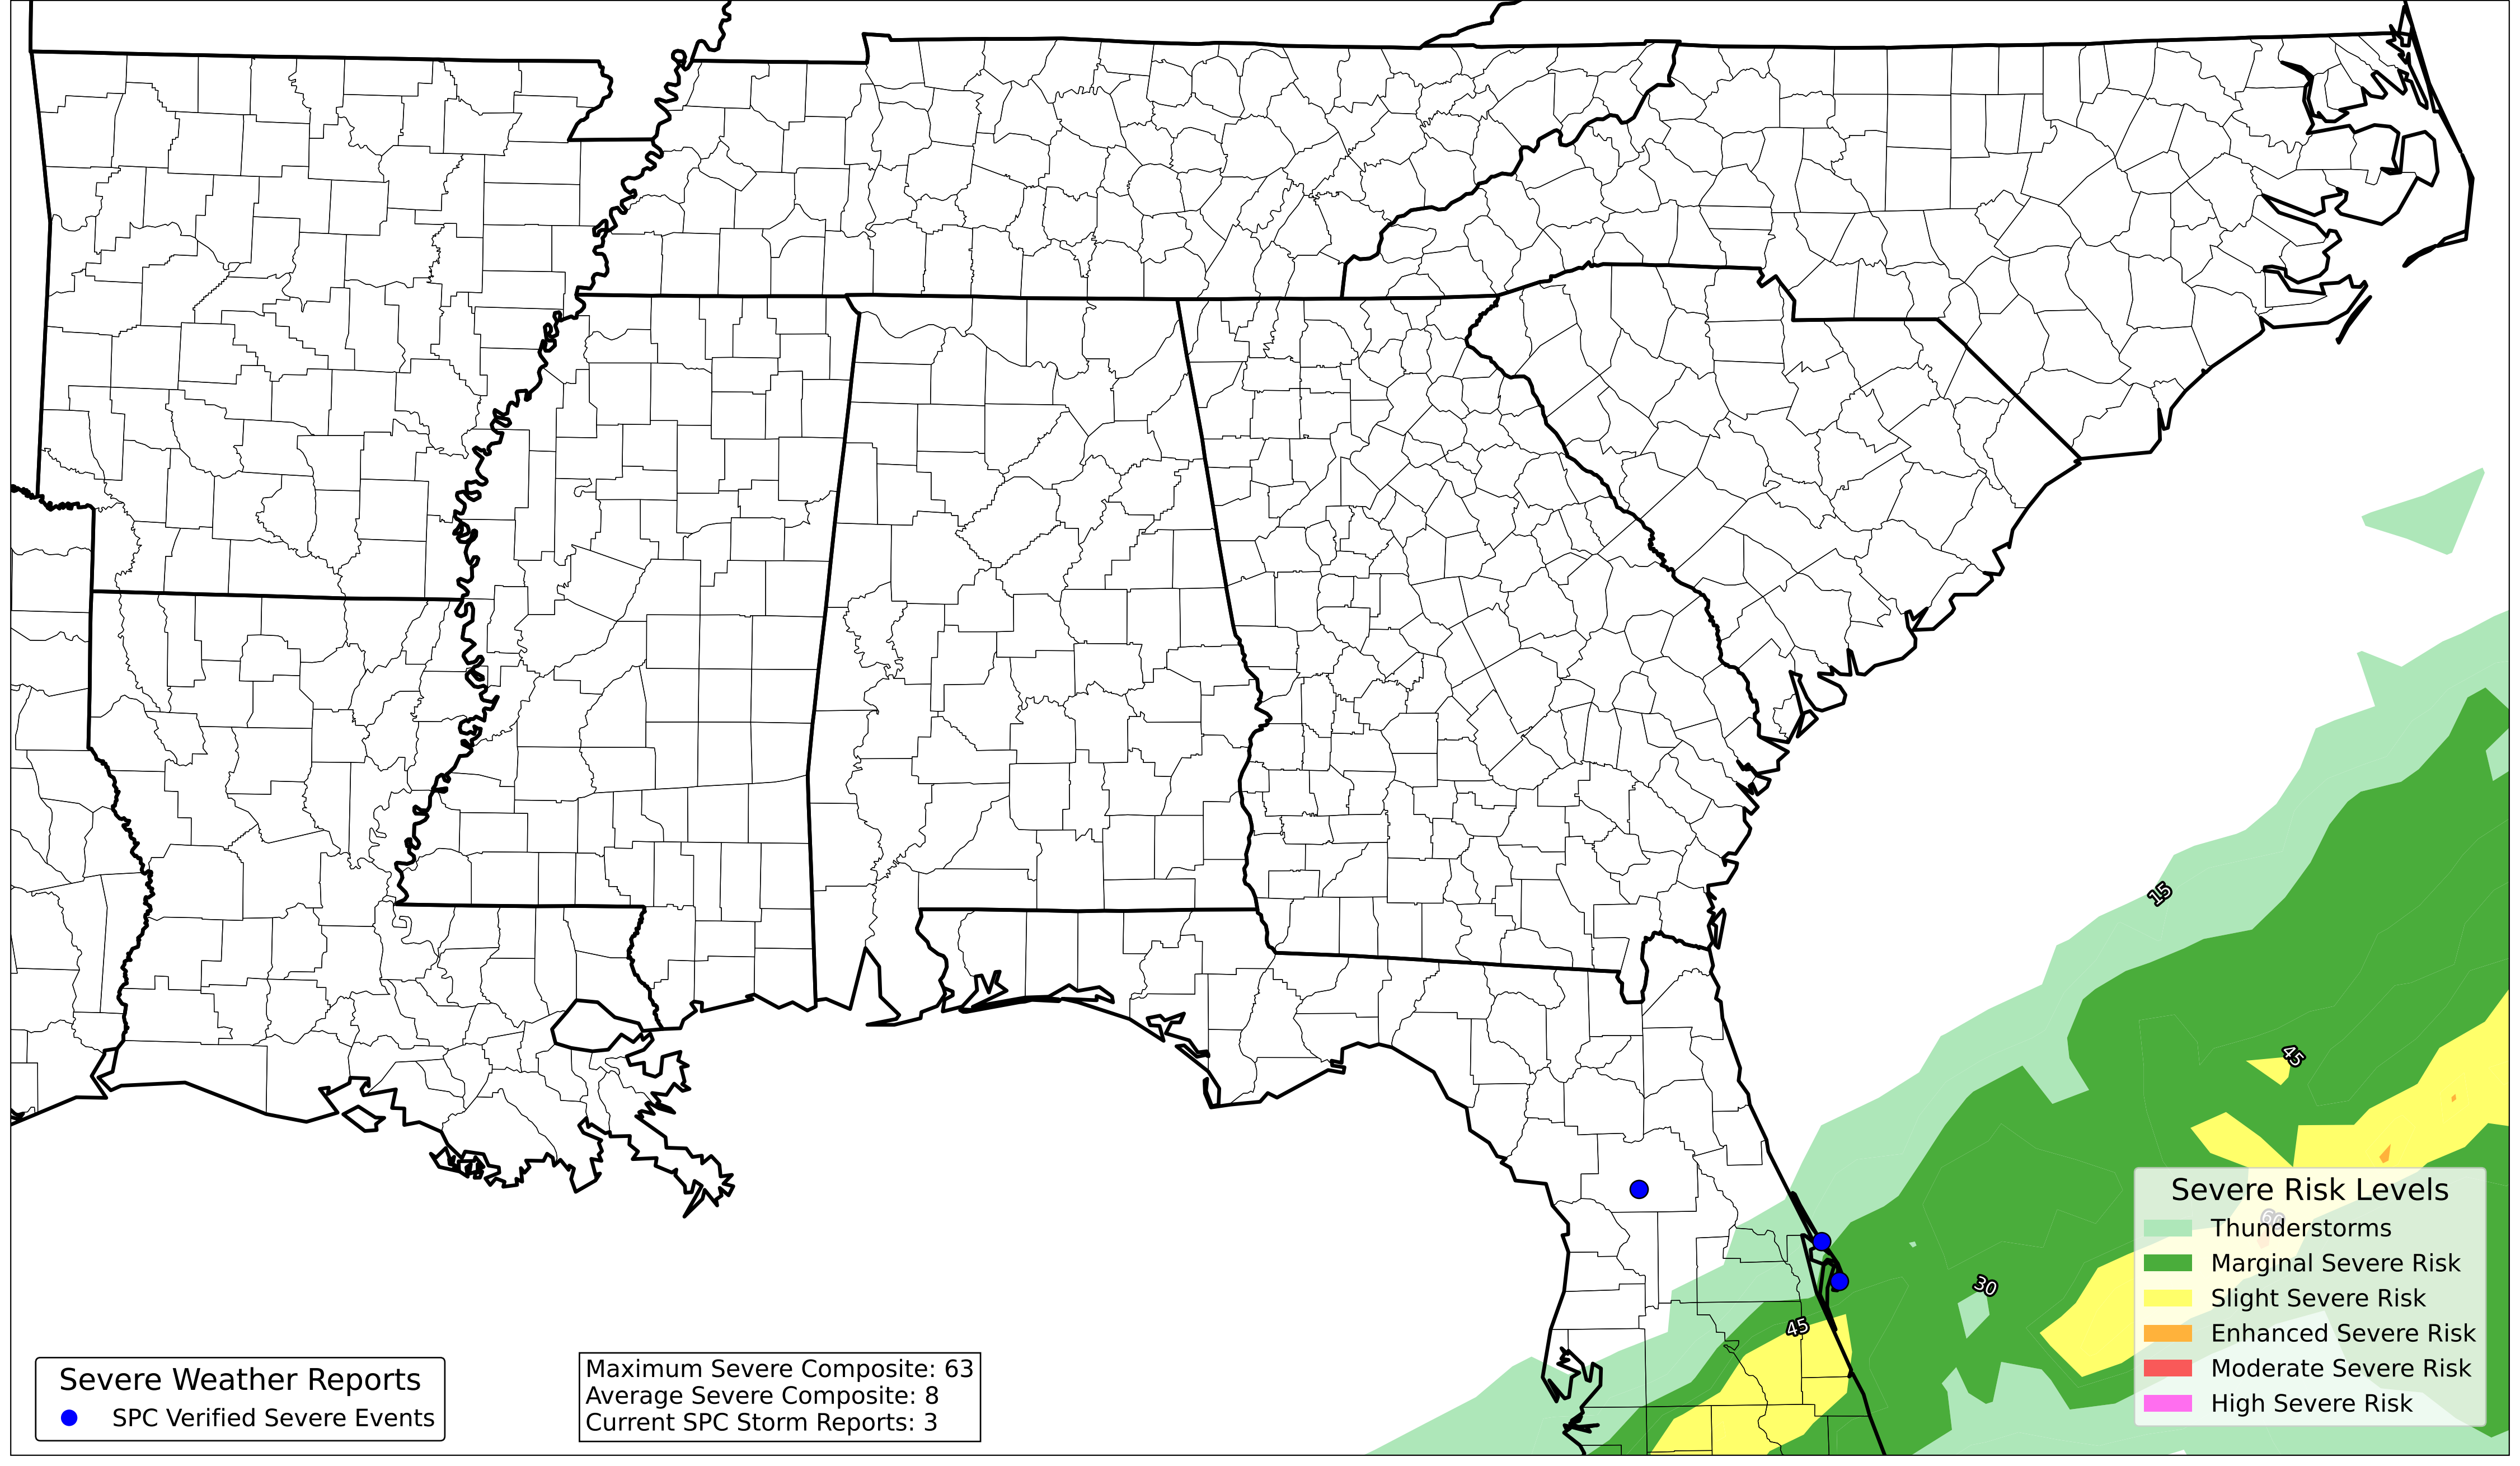 15
45
30
45
60
Severe Risk Levels
Thunderstorms
Marginal Severe Risk
Slight Severe Risk
Enhanced Severe Risk
Moderate Severe Risk
High Severe Risk
Severe Weather Reports
SPC Verified Severe Events
Maximum Severe Composite: 63
Average Severe Composite: 8
Current SPC Storm Reports: 3